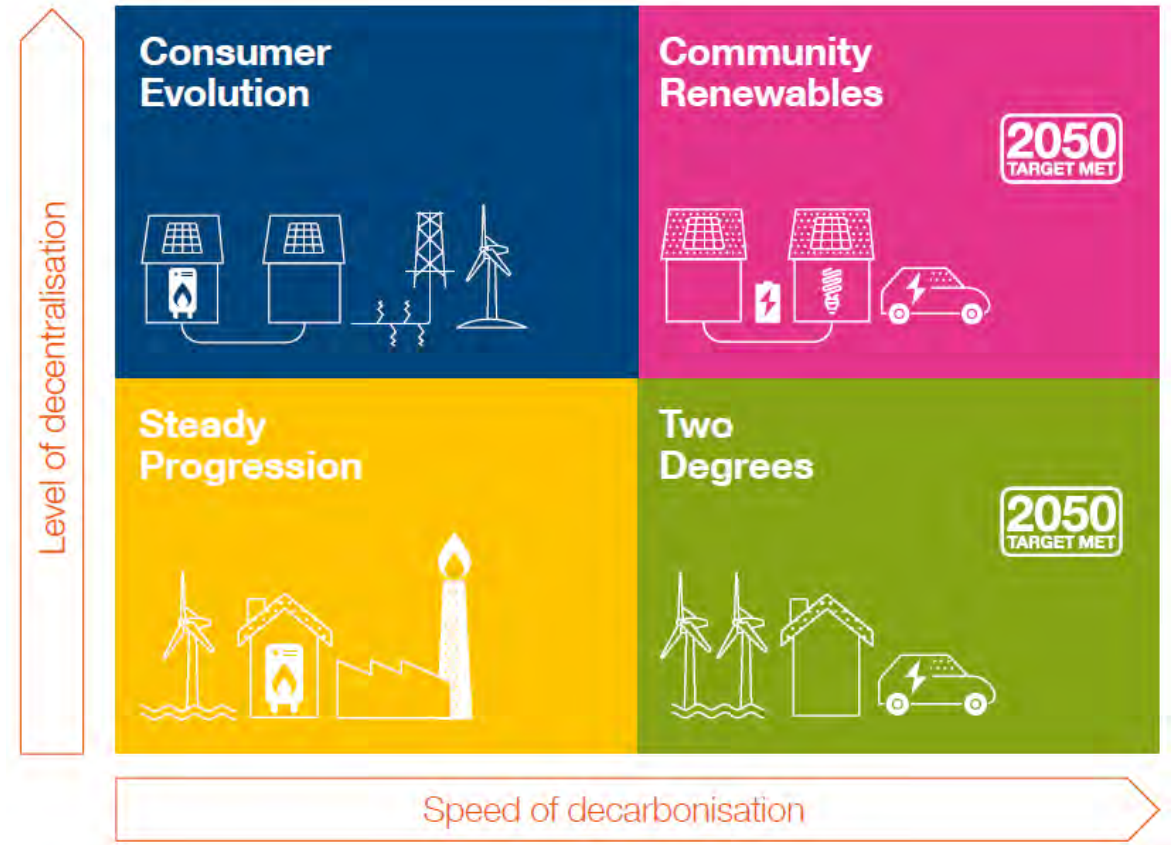 Consumer
Evolution
Community
Renewables
2050
TARGET MET
Level of decentralisation
Steady
Progression
Two
Degrees
2050
TARGET MET
Speed of decarbonisation